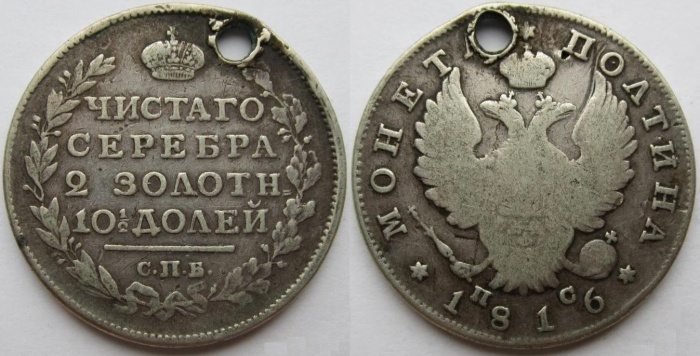 ЧИСТАГО
СЕРЕБРА
2 ЗОЛОТН.
10½ ДОЛЕЙ
С.П.Б.
МОНЕТ ПОЛТИНА
П С
1816